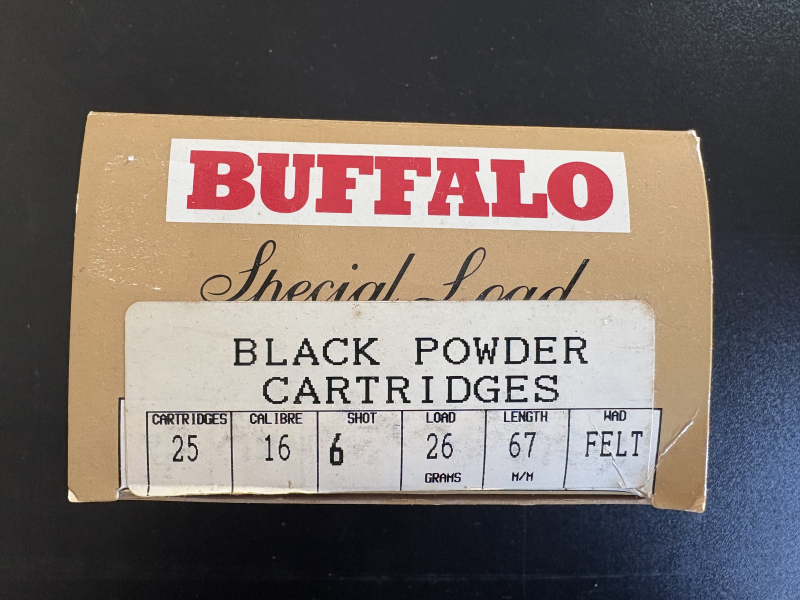 BUFFALO
Special Load
BLACK POWDER
CARTRIDGES
CARTRIDGES CALIBRE SHOT LOAD LENGTH WAD
25 16 6 26 67 FELT
GRAMS M/M